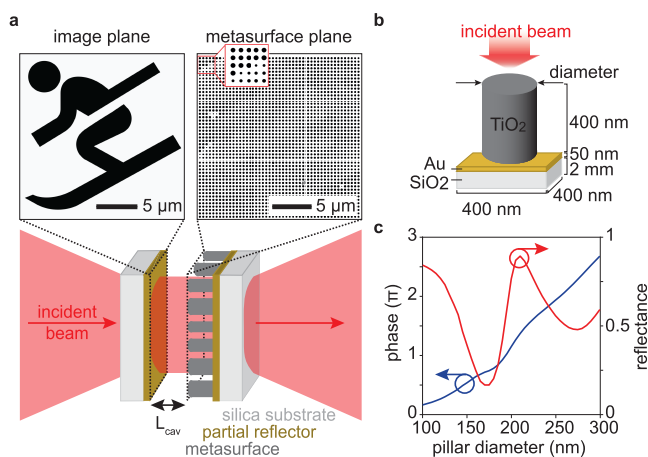 a
image plane
metasurface plane
5 µm
5 µm
incident
beam
Lcav
silica substrate
partial reflector
metasurface
b
incident beam
diameter
TiO2
400 nm
50 nm
2 mm
Au
SiO2
400 nm
400 nm
c
phase (π)
3
2
1
0
reflectance
1
0.5
0
100
150
200
250
300
pillar diameter (nm)